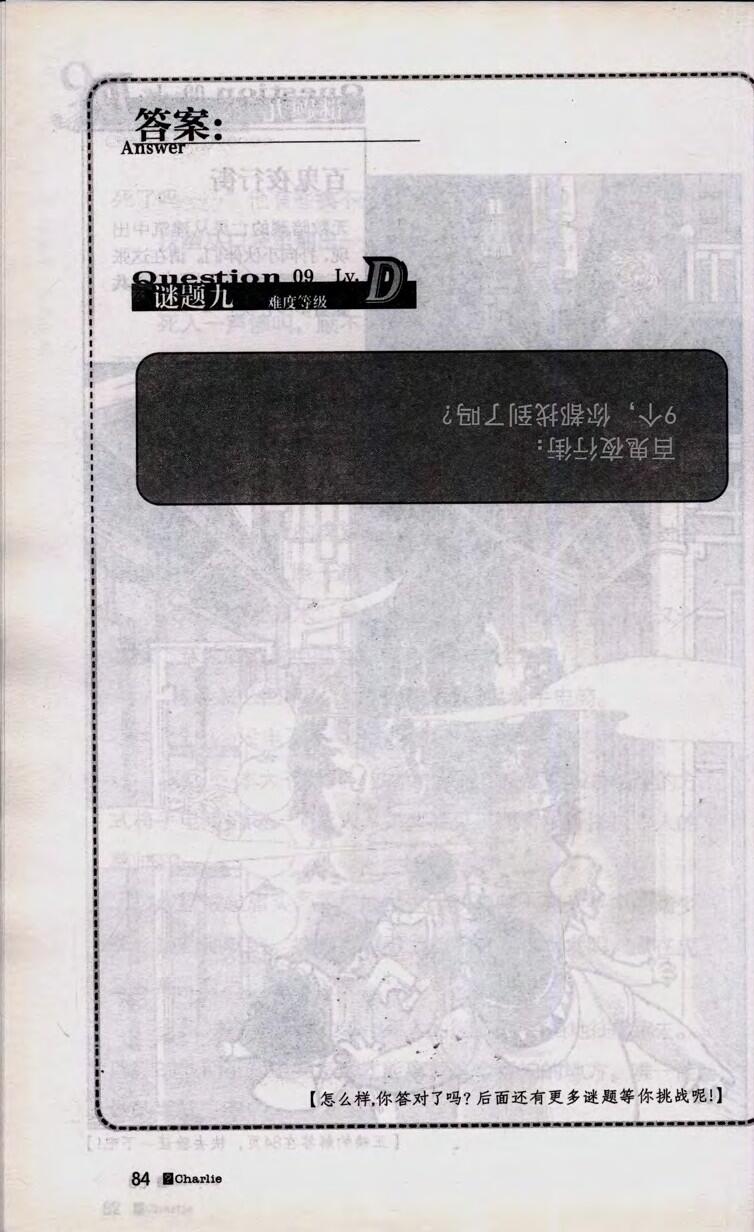 答案：
Answer
Question 09 Lv. D
谜题九 难度等级
百鬼夜行街：
9个，你都找到了吗？
【怎么样,你答对了吗？后面还有更多谜题等你挑战呢!】
84 Charlie